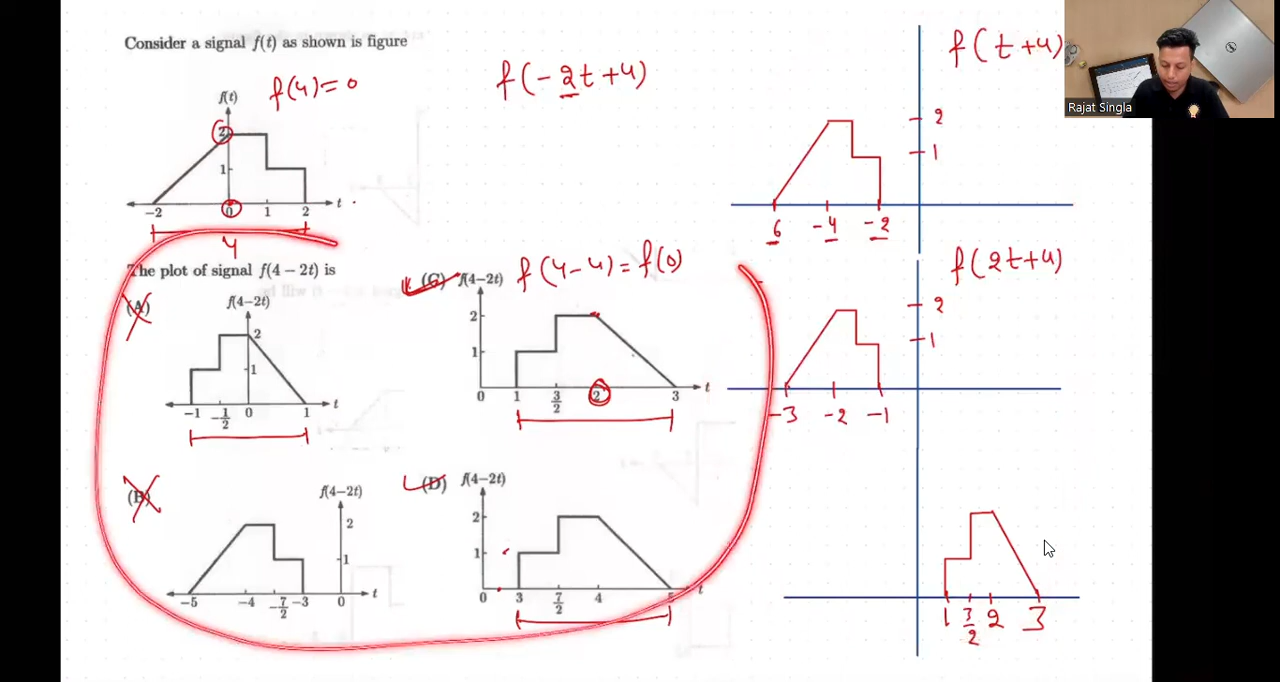 Consider a signal f(t) as shown is figure
f(4)=0
f(t)
2
1
-2 0 1 2 t
4
f(-2t+4)
f(t+4)
2
1
6 -4 -2
Rajat Singla
The plot of signal f(4 - 2t) is
(A)
f(4-2t)
2
1
-1 -1/2 0 1 t
(B)
f(4-2t)
2
1
-5 -4 -7/2 -3 0 t
(C) f(4-2t)
f(4-4)=f(0)
2
1
0 1 3/2 2 3 t
(D) f(4-2t)
2
1
0 3 7/2 4 t
f(2t+4)
2
1
-3 -2 -1
1 3/2 2 3